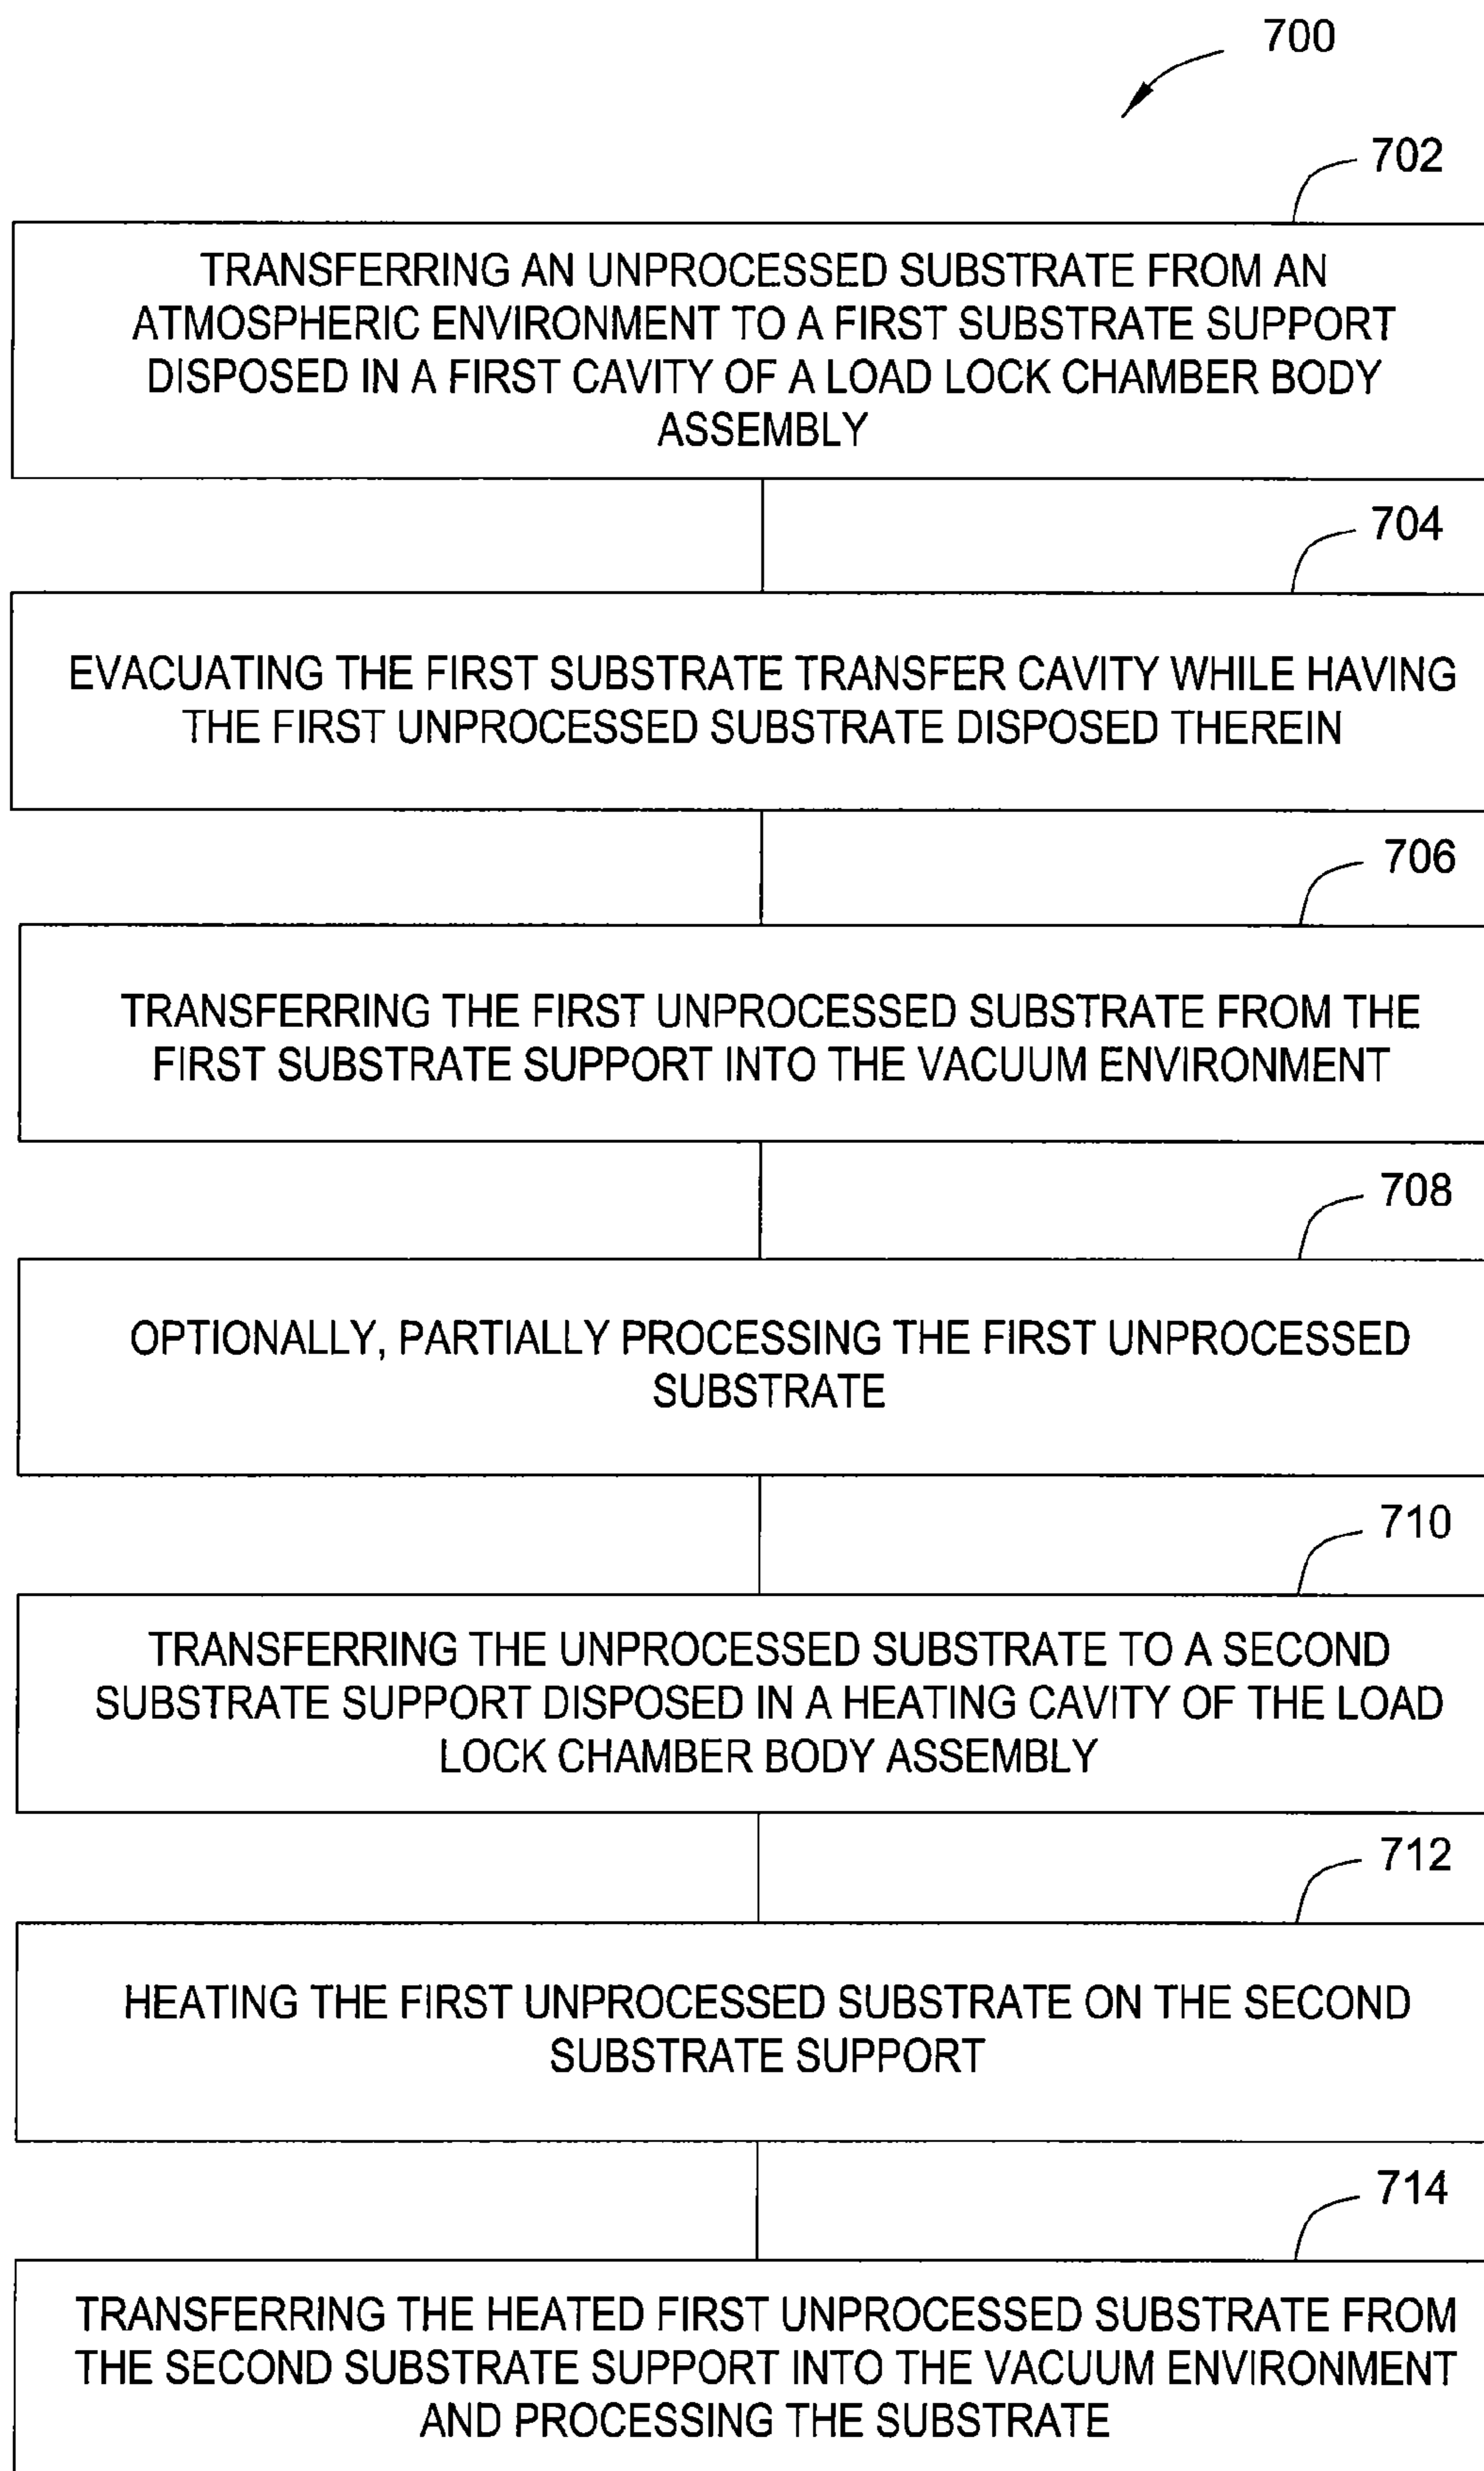 700
702
TRANSFERRING AN UNPROCESSED SUBSTRATE FROM AN
ATMOSPHERIC ENVIRONMENT TO A FIRST SUBSTRATE SUPPORT
DISPOSED IN A FIRST CAVITY OF A LOAD LOCK CHAMBER BODY
ASSEMBLY
704
EVACUATING THE FIRST SUBSTRATE TRANSFER CAVITY WHILE HAVING
THE FIRST UNPROCESSED SUBSTRATE DISPOSED THEREIN
706
TRANSFERRING THE FIRST UNPROCESSED SUBSTRATE FROM THE
FIRST SUBSTRATE SUPPORT INTO THE VACUUM ENVIRONMENT
708
OPTIONALLY, PARTIALLY PROCESSING THE FIRST UNPROCESSED
SUBSTRATE
710
TRANSFERRING THE UNPROCESSED SUBSTRATE TO A SECOND
SUBSTRATE SUPPORT DISPOSED IN A HEATING CAVITY OF THE LOAD
LOCK CHAMBER BODY ASSEMBLY
712
HEATING THE FIRST UNPROCESSED SUBSTRATE ON THE SECOND
SUBSTRATE SUPPORT
714
TRANSFERRING THE HEATED FIRST UNPROCESSED SUBSTRATE FROM
THE SECOND SUBSTRATE SUPPORT INTO THE VACUUM ENVIRONMENT
AND PROCESSING THE SUBSTRATE